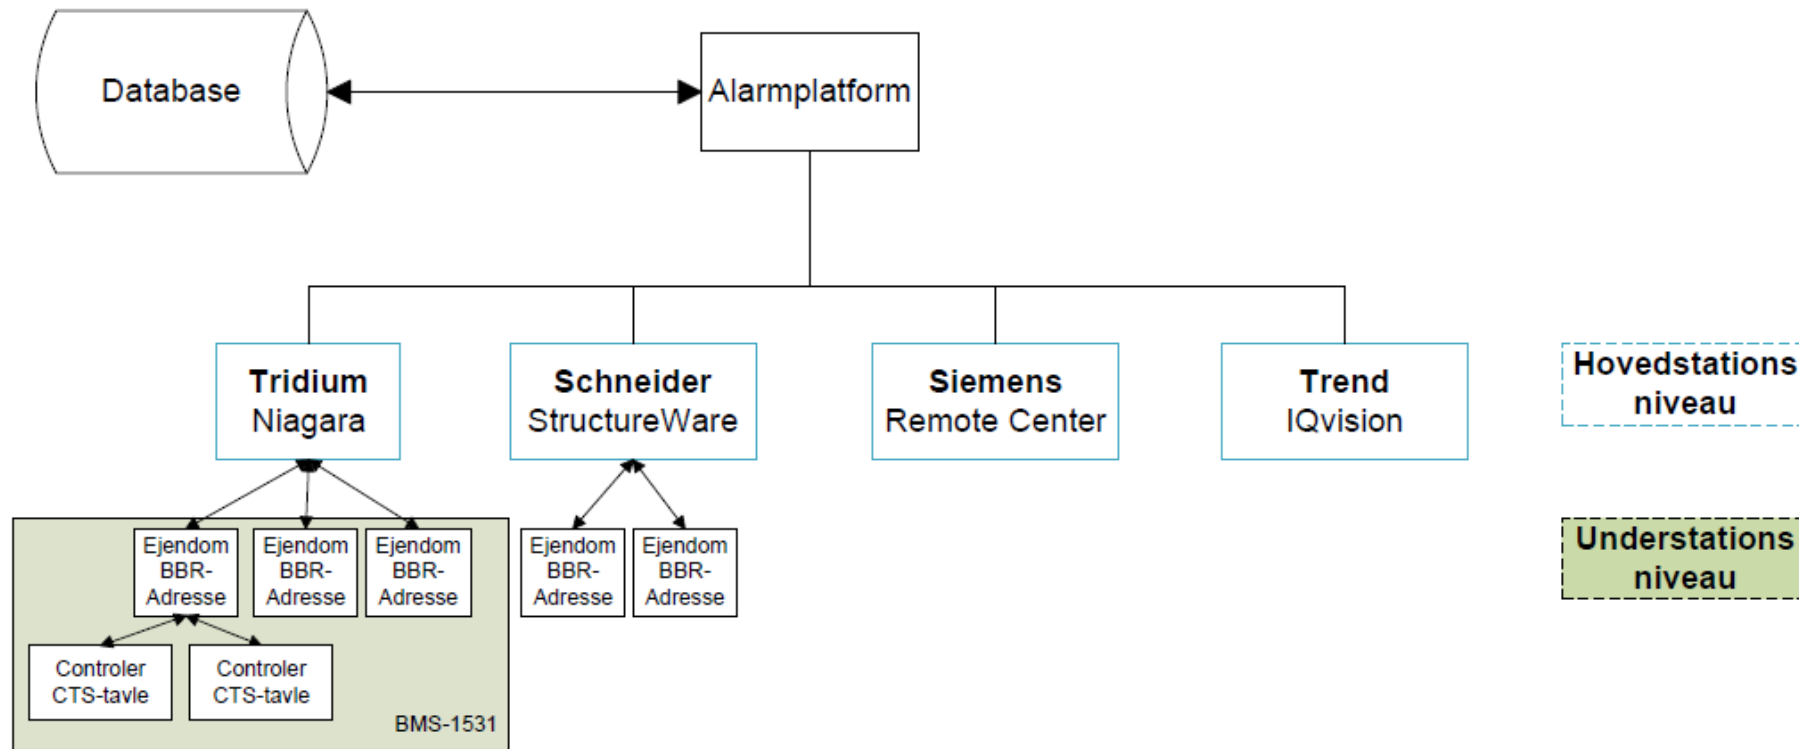 Database
Alarmplatform
Tridium
Niagara
Schneider
StructureWare
Siemens
Remote Center
Trend
IQvision
Hovedstations
niveau
Ejendom
BBR-
Adresse
Ejendom
BBR-
Adresse
Ejendom
BBR-
Adresse
Ejendom
BBR-
Adresse
Ejendom
BBR-
Adresse
Understations
niveau
Controler
CTS-tavle
Controler
CTS-tavle
BMS-1531